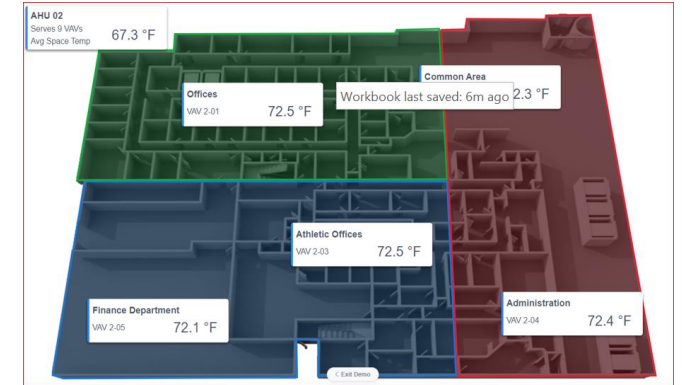 AHU 02
Serves 9 VAVs
Avg Space Temp
67.3 °F
Offices
VAV 2-01
72.5 °F
Common Area
2.3 °F
Workbook last saved: 6m ago
Athletic Offices
VAV 2-03
72.5 °F
Finance Department
VAV 2-05
72.1 °F
Administration
VAV 2-04
72.4 °F
< Exit Demo